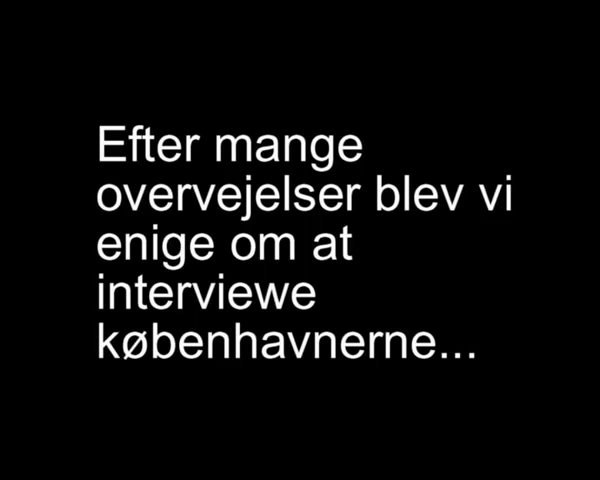 Efter mange
overvejelser blev vi
enige om at
interviewe
københavnerne...